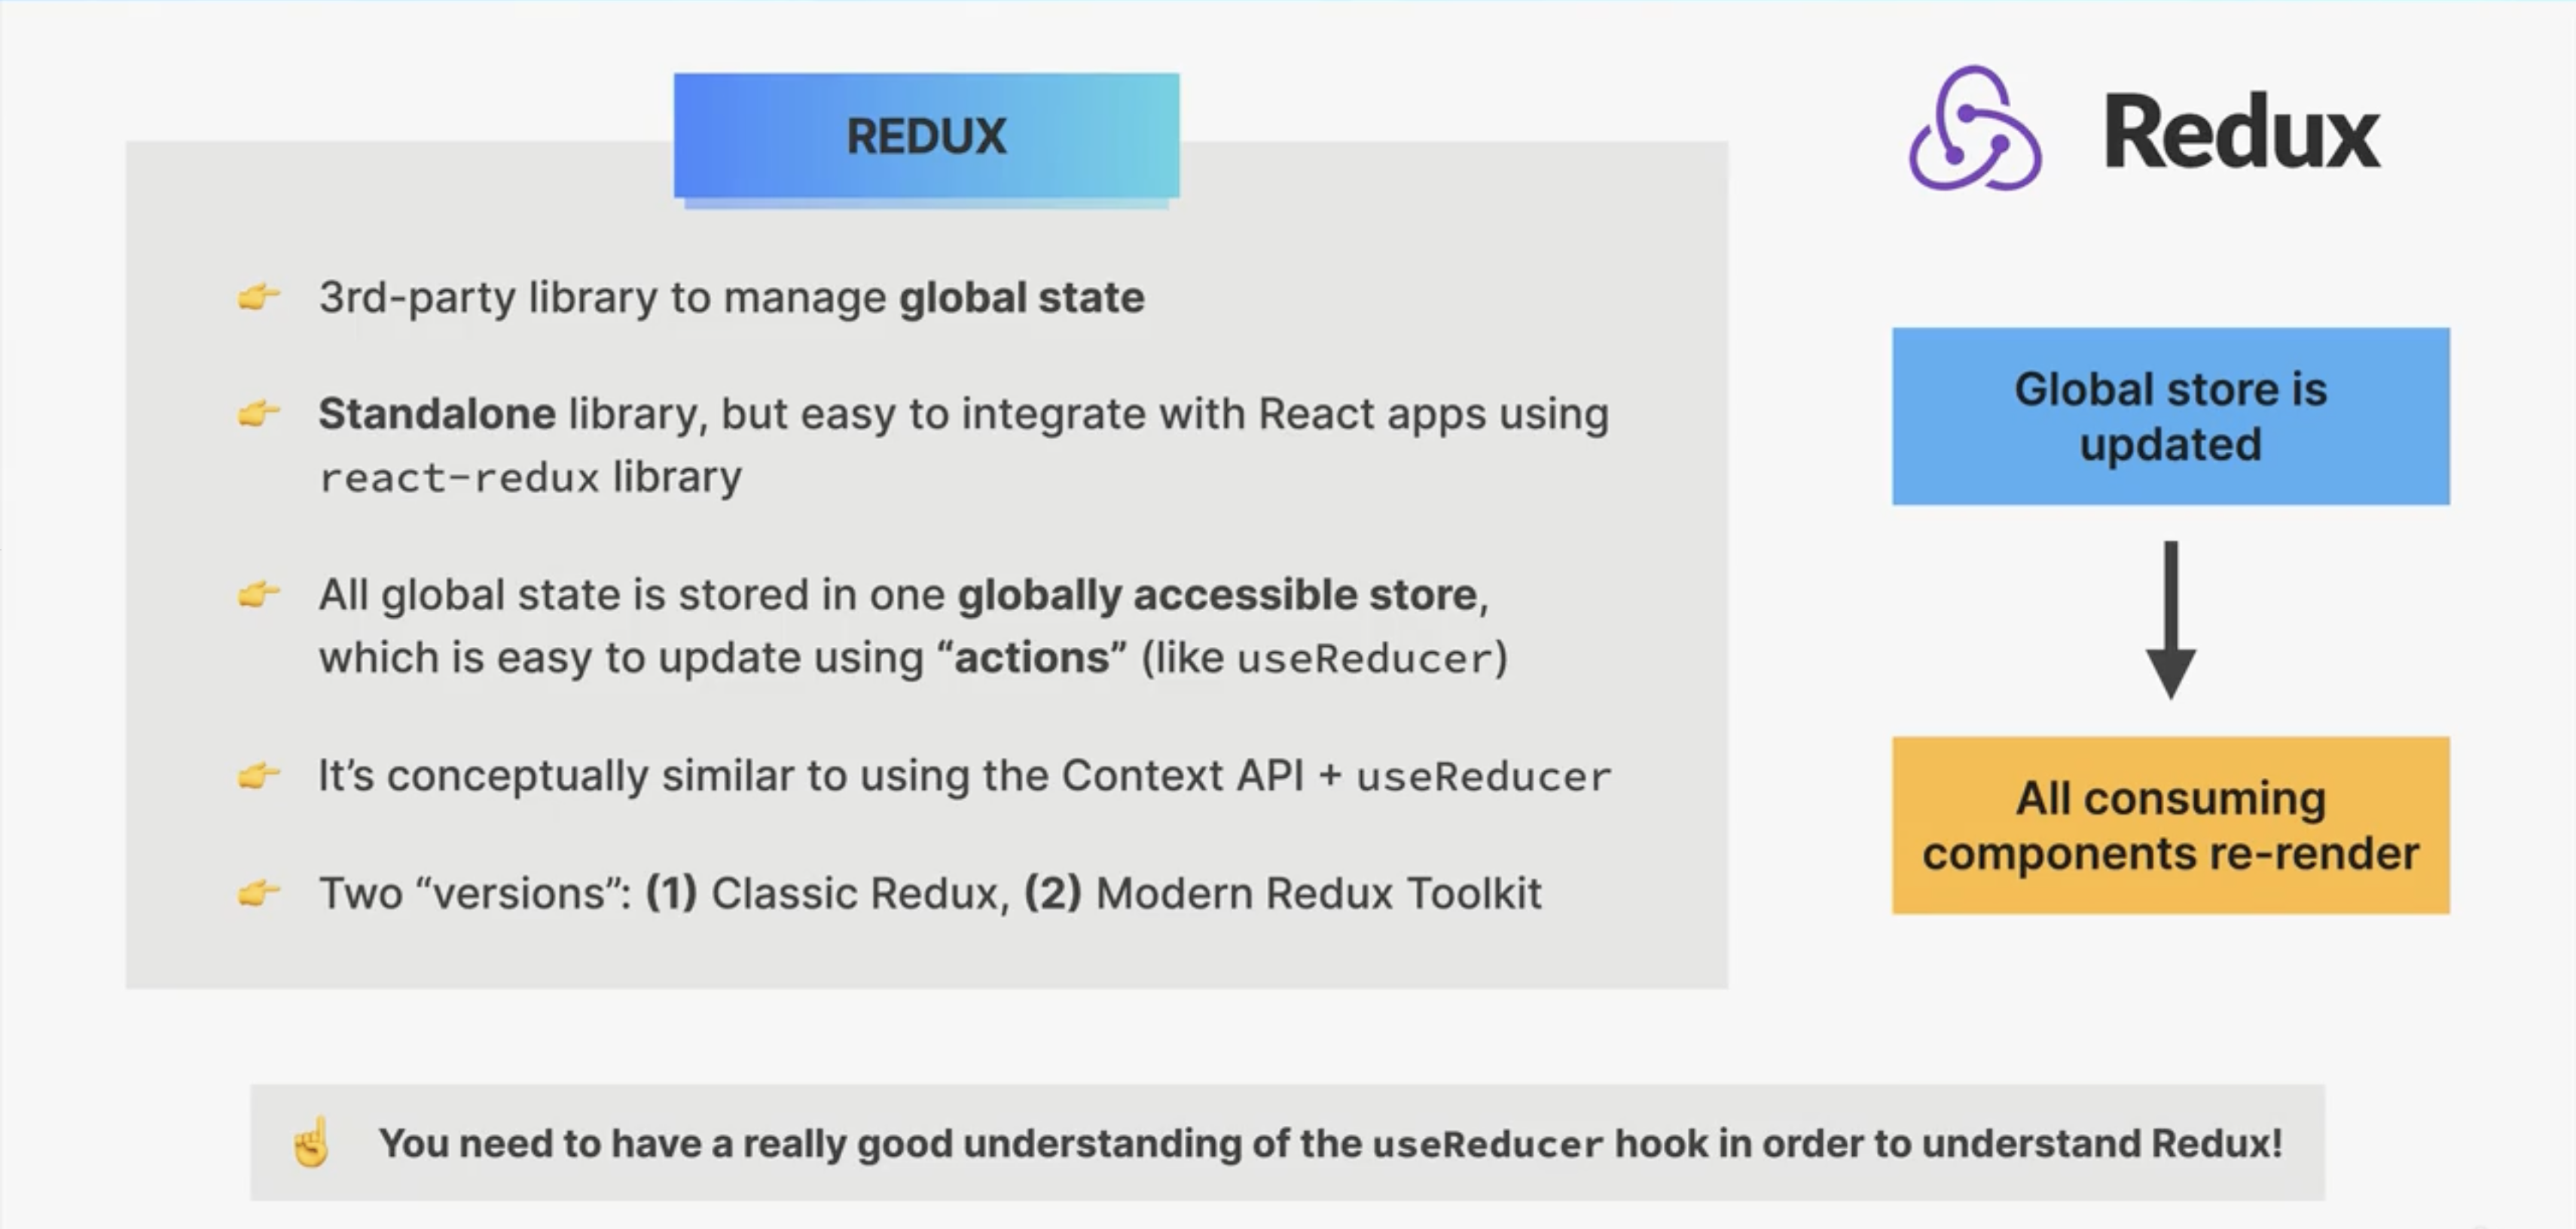 REDUX
Redux
👉 3rd-party library to manage global state
👉 Standalone library, but easy to integrate with React apps using
react-redux library
👉 All global state is stored in one globally accessible store,
which is easy to update using “actions” (like useReducer)
👉 It’s conceptually similar to using the Context API + useReducer
👉 Two “versions”: (1) Classic Redux, (2) Modern Redux Toolkit
Global store is
updated
All consuming
components re-render
☝️ You need to have a really good understanding of the useReducer hook in order to understand Redux!